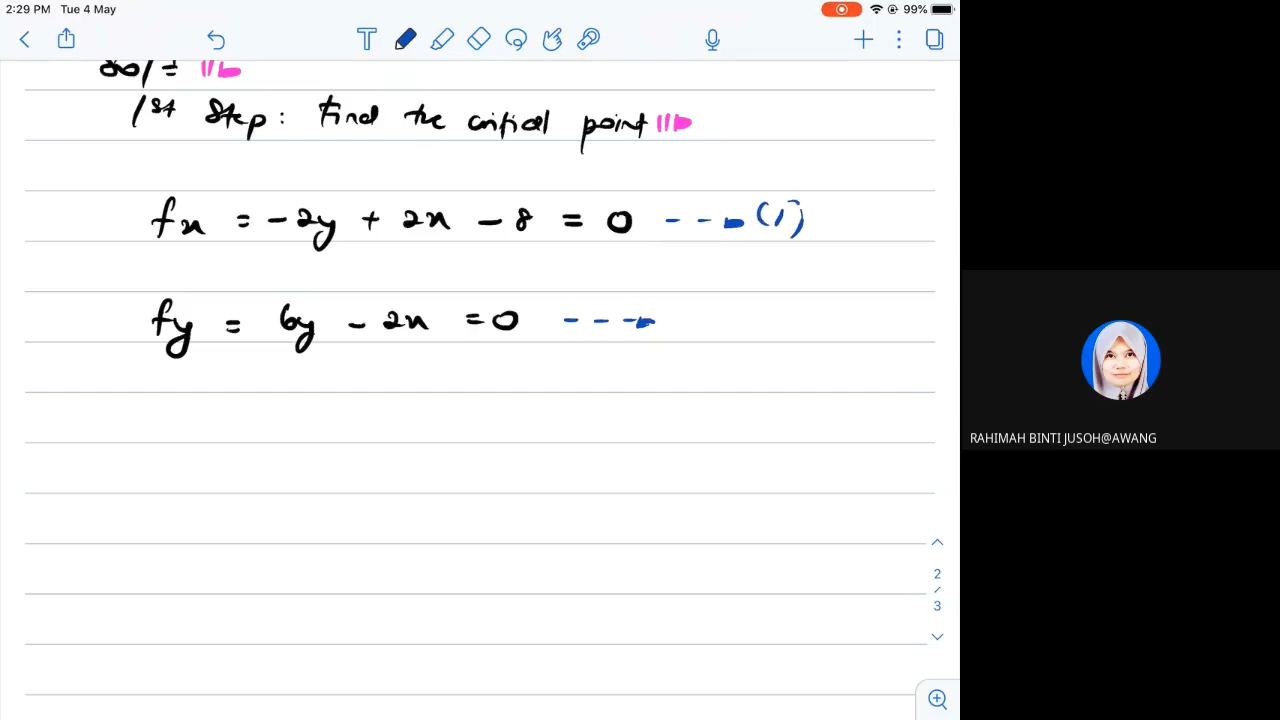 2:29 PM Tue 4 May
99%
Sol :
1st Step : Find the critical point
fx = -2y + 2x - 8 = 0 ---> (1)
fy = 6y - 2x = 0 --->
2
/
3
RAHIMAH BINTI JUSOH@AWANG